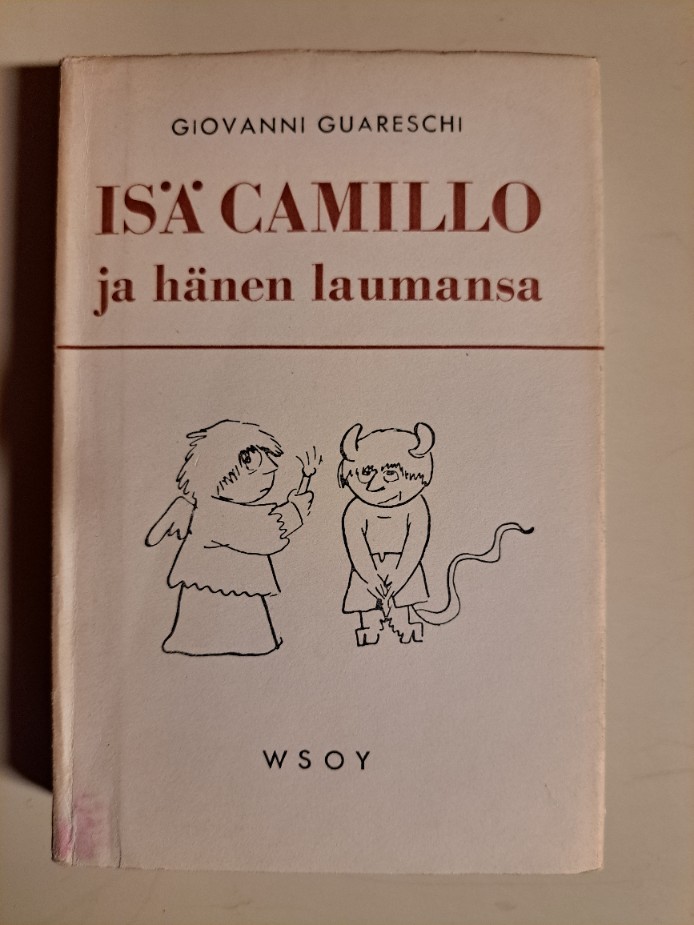 GIOVANNI GUARESCHI
ISÄ CAMILLO
ja hänen laumansa
WSOY